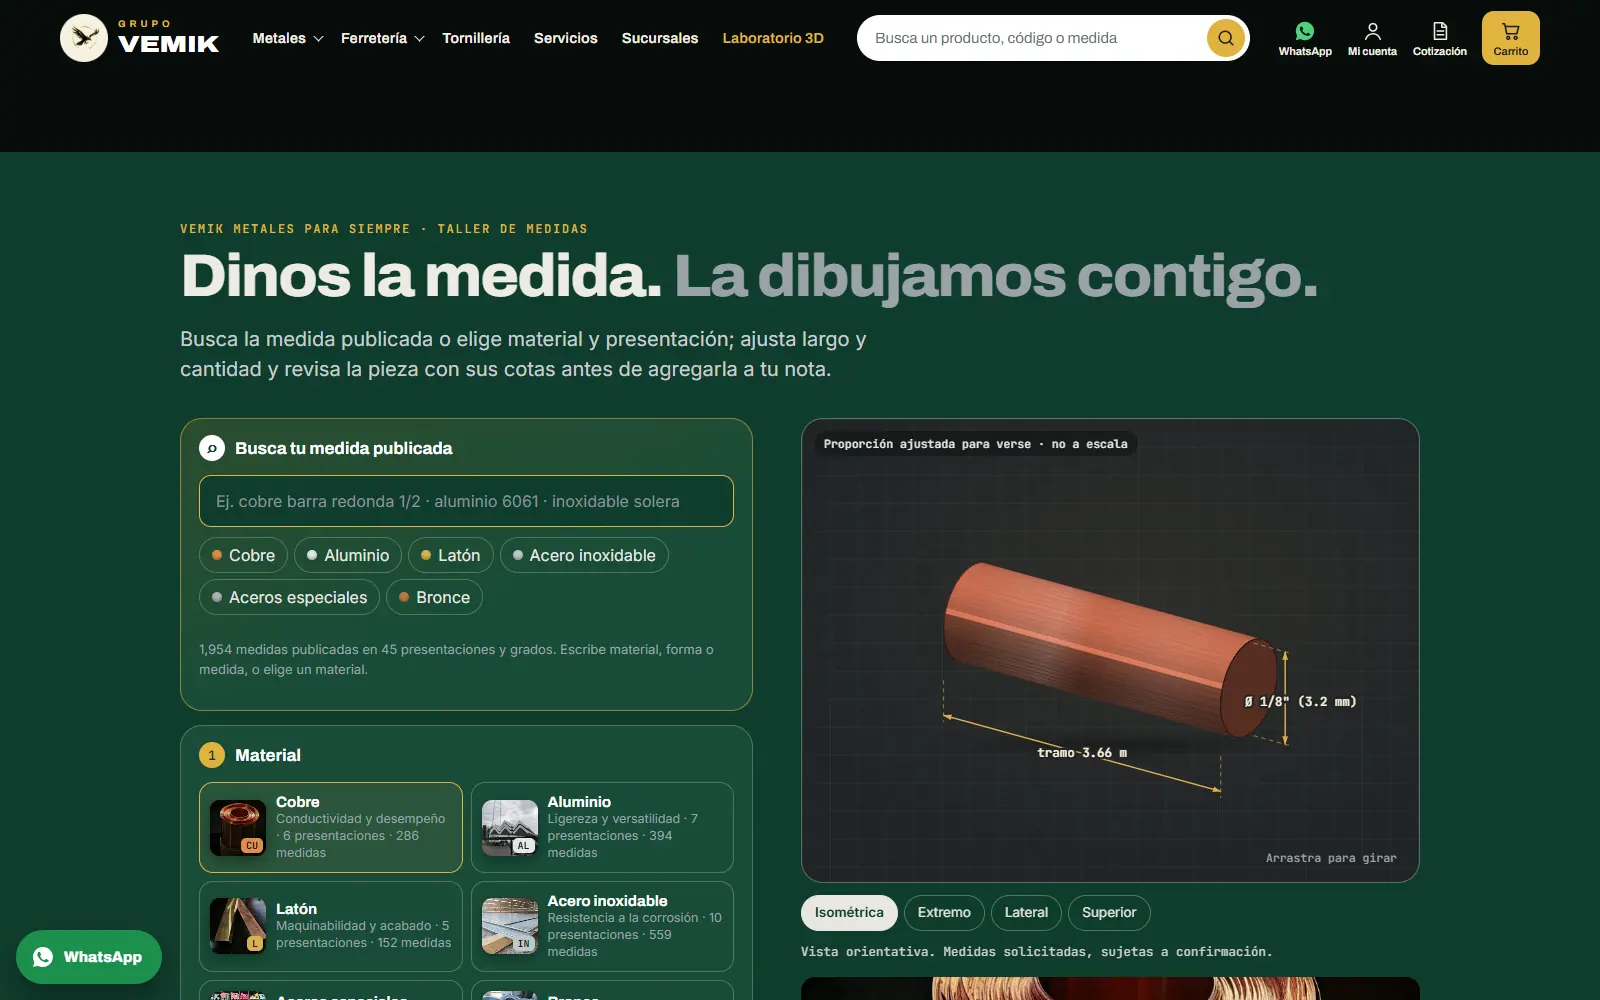 GRUPO
VEMIK
Metales
Ferretería
Tornillería
Servicios
Sucursales
Laboratorio 3D
Busca un producto, código o medida
WhatsApp
Mi cuenta
Cotización
Carrito
VEMIK METALES PARA SIEMPRE · TALLER DE MEDIDAS
Dinos la medida. La dibujamos contigo.
Busca la medida publicada o elige material y presentación; ajusta largo y
cantidad y revisa la pieza con sus cotas antes de agregarla a tu nota.
Busca tu medida publicada
Ej. cobre barra redonda 1/2 · aluminio 6061 · inoxidable solera
Cobre
Aluminio
Latón
Acero inoxidable
Aceros especiales
Bronce
1,954 medidas publicadas en 45 presentaciones y grados. Escribe material, forma o
medida, o elige un material.
1 Material
CU
Cobre
Conductividad y desempeño
· 6 presentaciones · 286
medidas
AL
Aluminio
Ligereza y versatilidad · 7
presentaciones · 394
medidas
L
Latón
Maquinabilidad y acabado · 5
presentaciones · 152 medidas
IN
Acero inoxidable
Resistencia a la corrosión · 10
presentaciones · 559
medidas
Aceros especiales
Bronce
WhatsApp
Proporción ajustada para verse · no a escala
Ø 1/8" (3.2 mm)
tramo 3.66 m
Arrastra para girar
Isométrica
Extremo
Lateral
Superior
Vista orientativa. Medidas solicitadas, sujetas a confirmación.